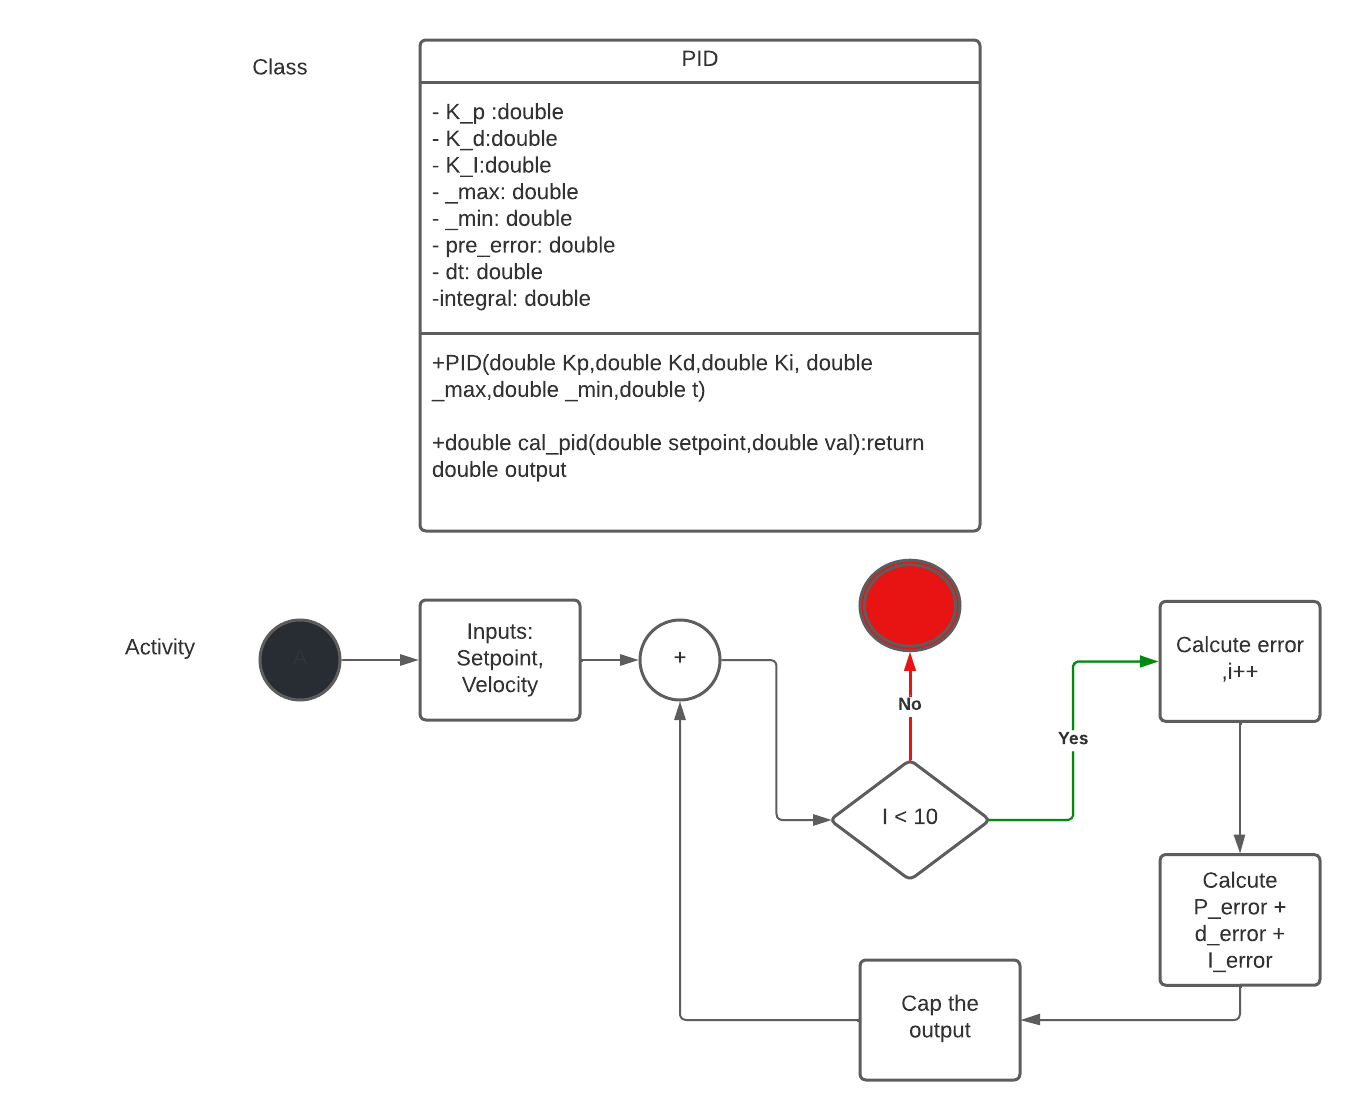 Class
PID
- K_p :double
- K_d:double
- K_I:double
- _max: double
- _min: double
- pre_error: double
- dt: double
-integral: double
+PID(double Kp,double Kd,double Ki, double
_max,double _min,double t)
+double cal_pid(double setpoint,double val):return
double output
Activity
A
Inputs:
Setpoint,
Velocity
+
No
Yes
I < 10
Calcute error
,i++
Calcute
P_error +
d_error +
I_error
Cap the
output